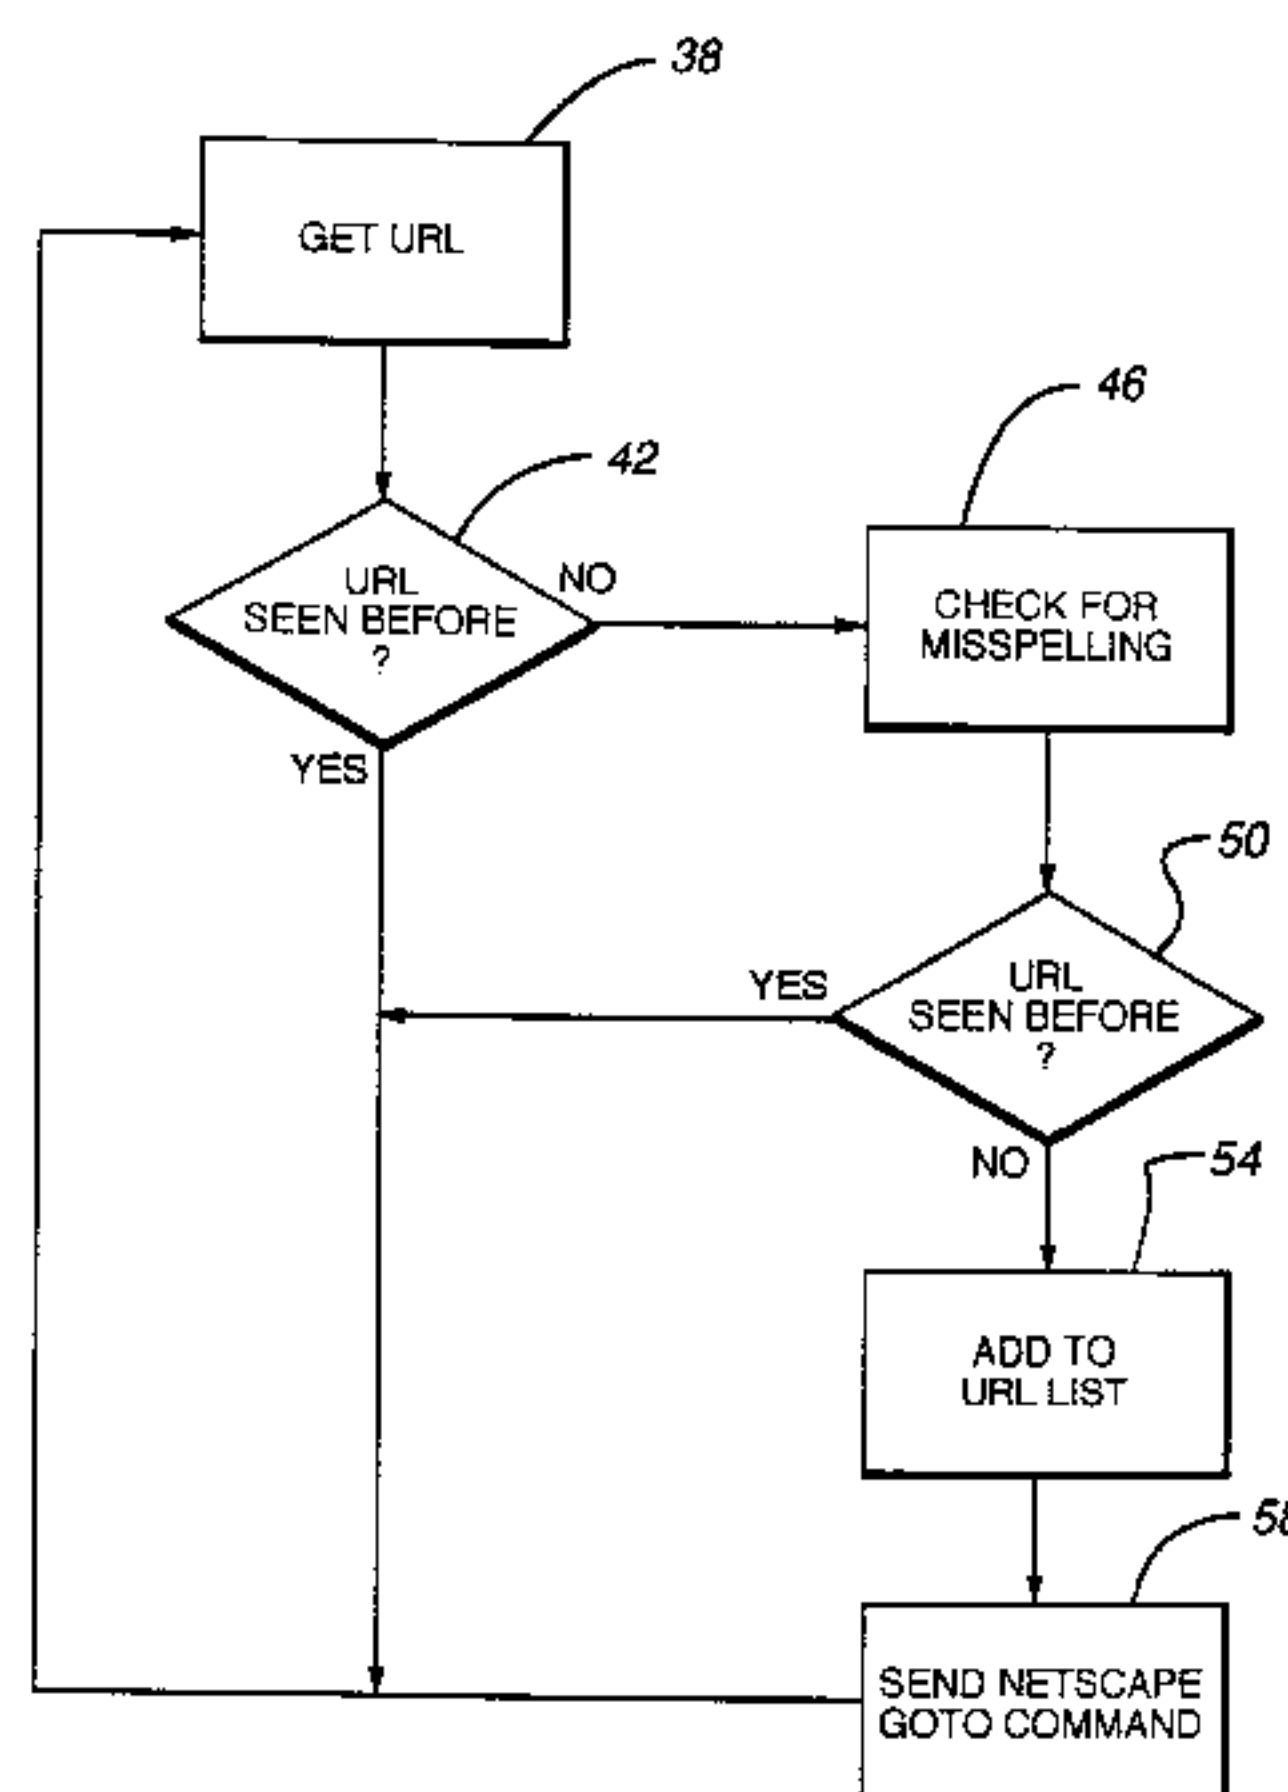 38
GET URL
42
46
URL
SEEN BEFORE
?
NO
YES
CHECK FOR
MISSPELLING
50
YES
URL
SEEN BEFORE
?
NO
54
ADD TO
URL LIST
58
SEND NETSCAPE
GOTO COMMAND